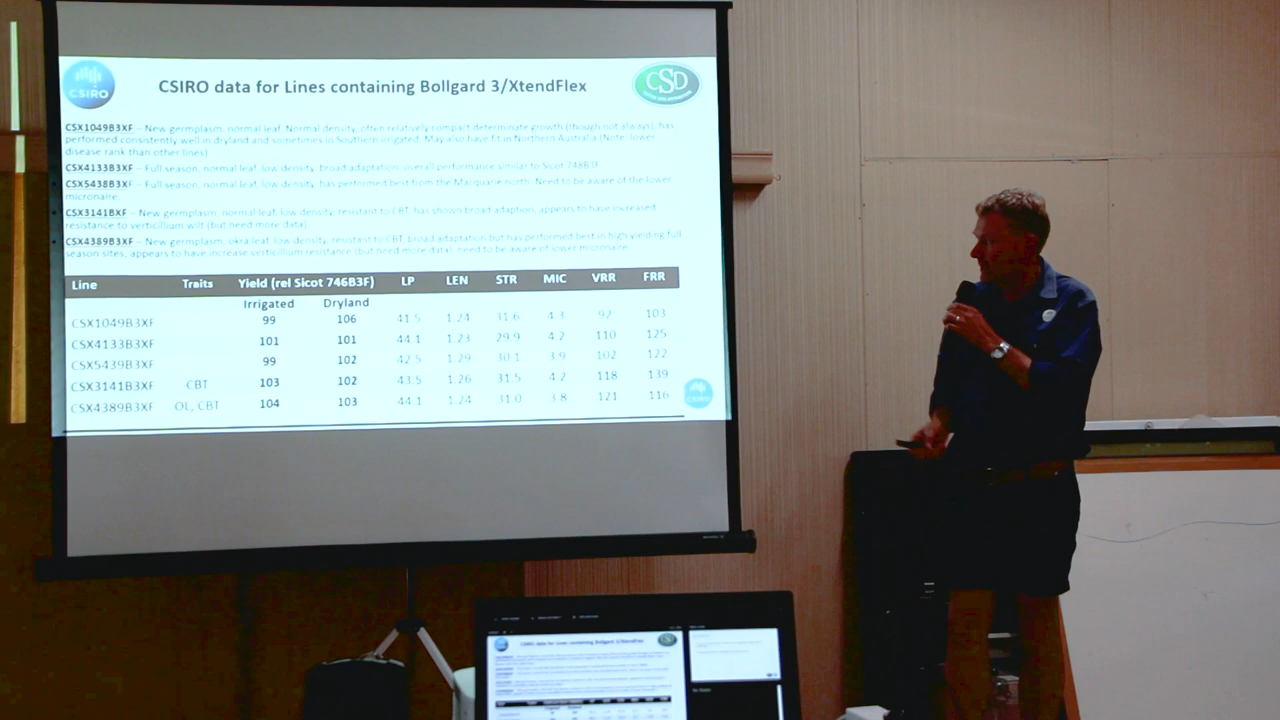 CSIRO
CSIRO data for Lines containing Bollgard 3/XtendFlex
CSD
CSX1049B3XF – New germplasm, normal leaf. Normal density, often relatively compact determinate growth (though not always), has
performed consistently well in dryland and sometimes in Southern irrigated. May also have fit in Northern Australia (Note: lower
disease rank than other lines)
CSX4133B3XF – Full season, normal leaf, low density, broad adaptation, overall performance similar to Sicot 748B3F
CSX5438B3XF – Full season, normal leaf, low density, has performed best from the Macquarie north. Need to be aware of the lower
micronaire.
CSX3141BXF – New germplasm, normal leaf, low density, resistant to CBT, has shown broad adaption, appears to have increased
resistance to verticillium wilt (but need more data)
CSX4389B3XF – New germplasm, okra leaf, low density, resistant to CBT, broad adaptation but has performed best in high yielding full
season sites, appears to have increase verticillium resistance (but need more data), need to be aware of lower micronaire.
Line Traits Yield (rel Sicot 746B3F) LP LEN STR MIC VRR FRR
Irrigated Dryland
CSX1049B3XF 99 106 41.5 1.24 31.6 4.3 92 103
CSX4133B3XF 101 101 44.1 1.23 29.9 4.2 110 125
CSX5439B3XF 99 102 42.5 1.29 30.1 3.9 102 122
CSX3141B3XF CBT 103 102 43.5 1.26 31.5 4.2 118 139
CSX4389B3XF OL, CBT 104 103 44.1 1.24 31.0 3.8 121 116
CSIRO
CSIRO data for Lines containing Bollgard 3/XtendFlex